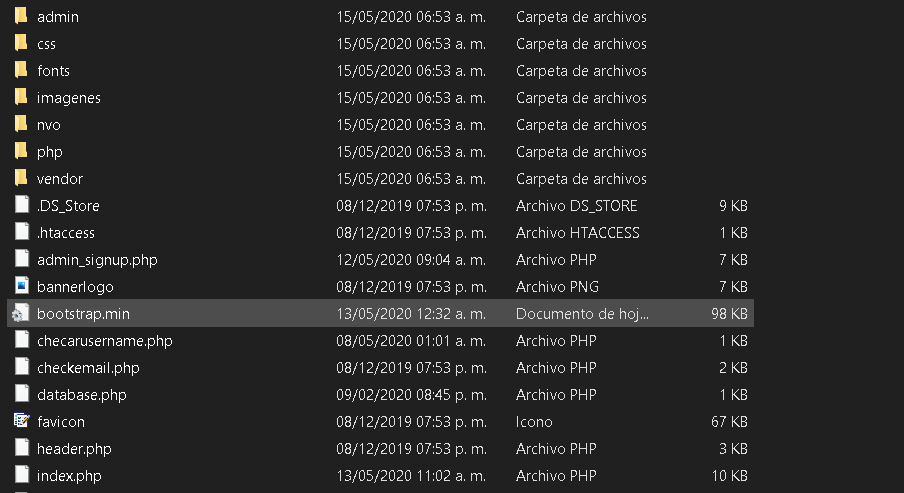 admin 15/05/2020 06:53 a. m. Carpeta de archivos
css 15/05/2020 06:53 a. m. Carpeta de archivos
fonts 15/05/2020 06:53 a. m. Carpeta de archivos
imagenes 15/05/2020 06:53 a. m. Carpeta de archivos
nvo 15/05/2020 06:53 a. m. Carpeta de archivos
php 15/05/2020 06:53 a. m. Carpeta de archivos
vendor 15/05/2020 06:53 a. m. Carpeta de archivos
.DS_Store 08/12/2019 07:53 p. m. Archivo DS_STORE 9 KB
.htaccess 08/12/2019 07:53 p. m. Archivo HTACCESS 1 KB
admin_signup.php 12/05/2020 09:04 a. m. Archivo PHP 7 KB
bannerlogo 08/12/2019 07:53 p. m. Archivo PNG 7 KB
bootstrap.min 13/05/2020 12:32 a. m. Documento de hoj... 98 KB
checarusername.php 08/05/2020 01:01 a. m. Archivo PHP 1 KB
checkemail.php 08/12/2019 07:53 p. m. Archivo PHP 2 KB
database.php 09/02/2020 08:45 p. m. Archivo PHP 1 KB
favicon 08/12/2019 07:53 p. m. Icono 67 KB
header.php 08/12/2019 07:53 p. m. Archivo PHP 3 KB
index.php 13/05/2020 11:02 a. m. Archivo PHP 10 KB